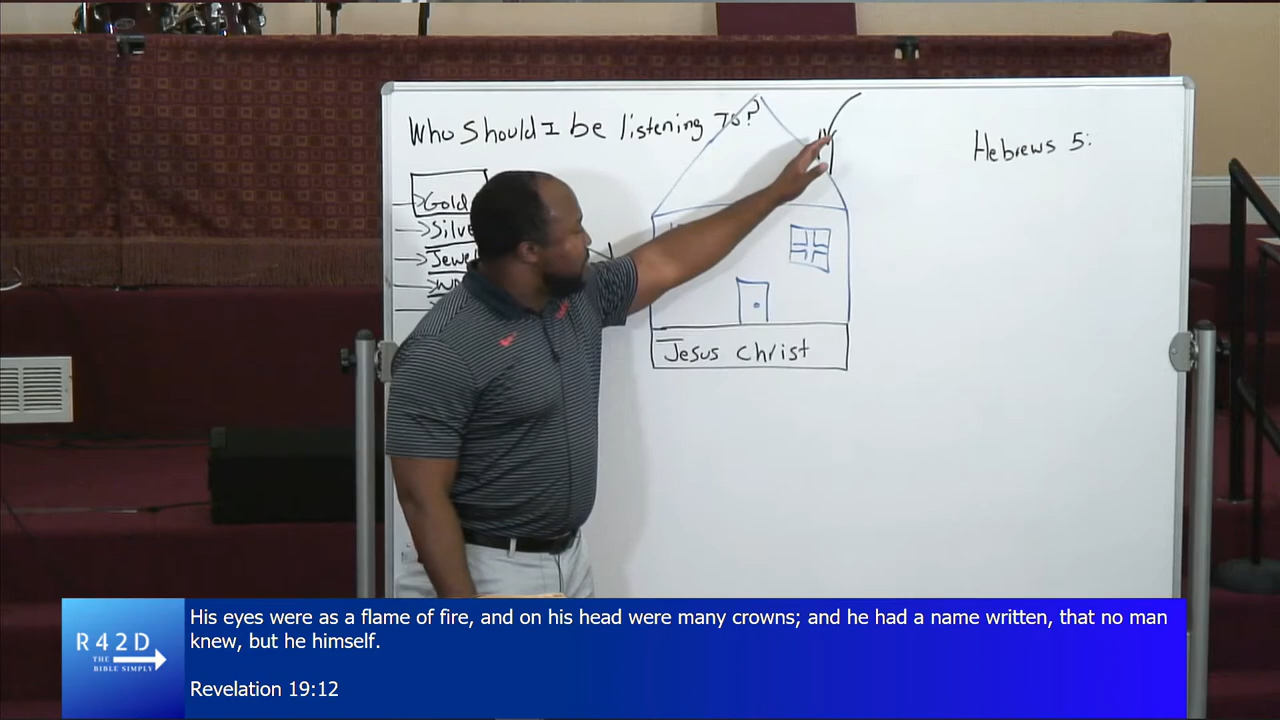 Who Should I be listening To?
Hebrews 5:
Gold
Jesus Christ
R42D
THE
BIBLE SIMPLY
His eyes were as a flame of fire, and on his head were many crowns; and he had a name written, that no man
knew, but he himself.
Revelation 19:12